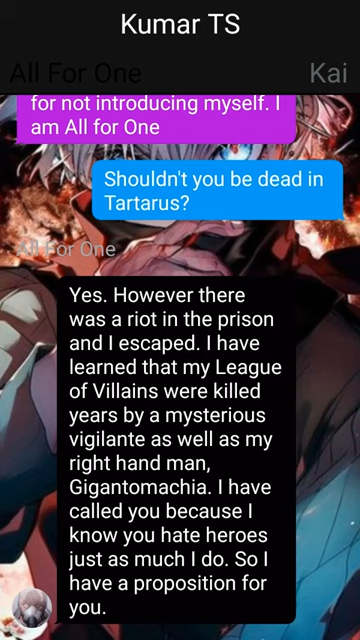 Kumar TS
All For One
Kai
for not introducing myself. I
am All for One
Shouldn't you be dead in
Tartarus?
All For One
Yes. However there
was a riot in the prison
and I escaped. I have
learned that my League
of Villains were killed
years by a mysterious
vigilante as well as my
right hand man,
Gigantomachia. I have
called you because I
know you hate heroes
just as much I do. So I
have a proposition for
you.